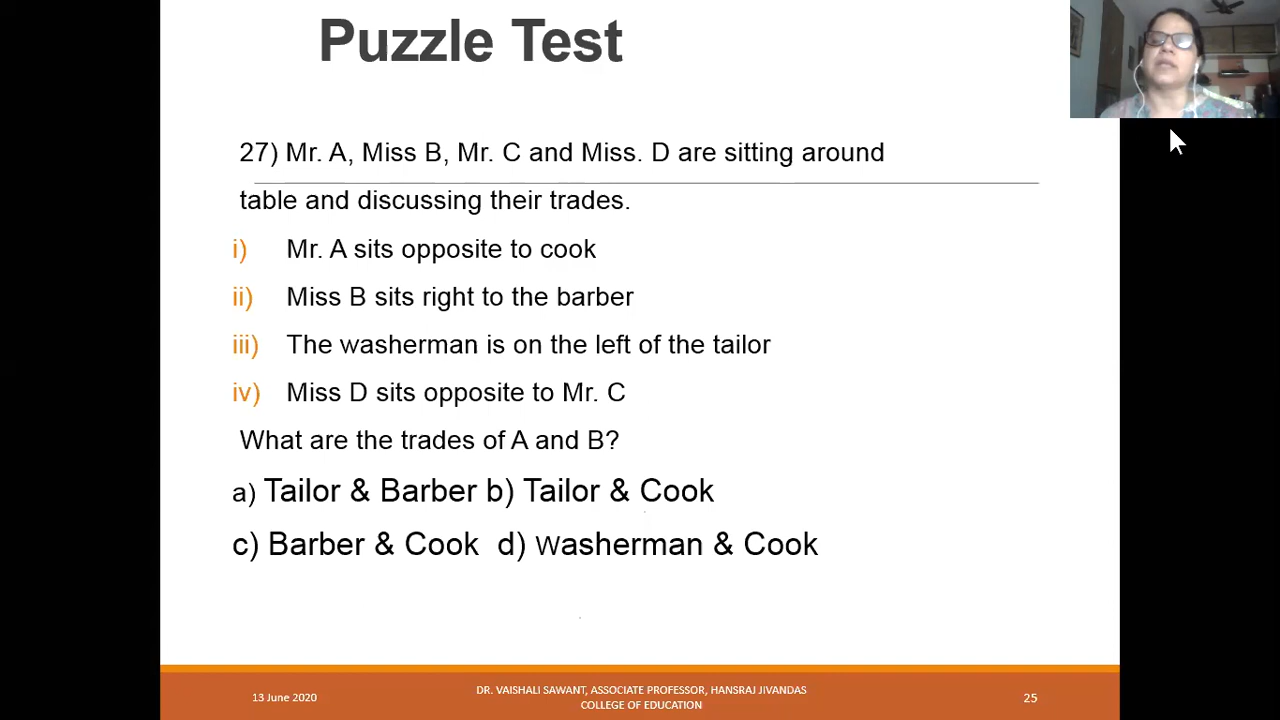 Puzzle Test
27) Mr. A, Miss B, Mr. C and Miss. D are sitting around
table and discussing their trades.
i) Mr. A sits opposite to cook
ii) Miss B sits right to the barber
iii) The washerman is on the left of the tailor
iv) Miss D sits opposite to Mr. C
What are the trades of A and B?
a) Tailor & Barber b) Tailor & Cook
c) Barber & Cook d) Washerman & Cook
13 June 2020
DR. VAISHALI SAWANT, ASSOCIATE PROFESSOR, HANSRAJ JIVANDAS
COLLEGE OF EDUCATION
25